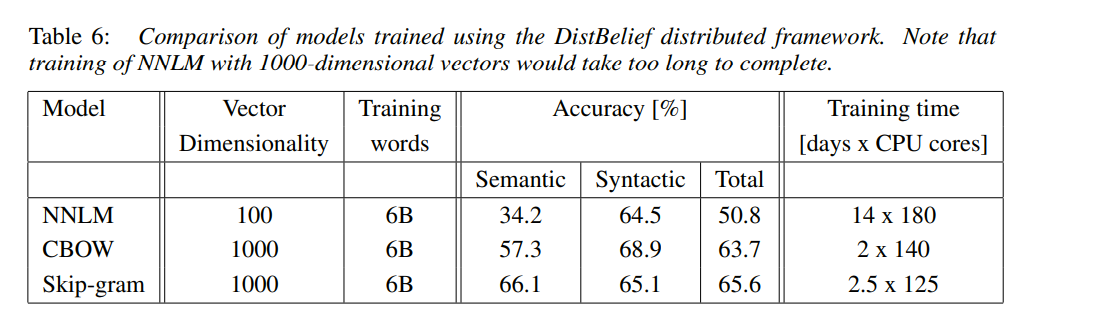 Table 6: Comparison of models trained using the DistBelief distributed framework. Note that
training of NNLM with 1000-dimensional vectors would take too long to complete.
Model Vector Training Accuracy [%] Training time
Dimensionality words [days x CPU cores]
Semantic Syntactic Total
NNLM 100 6B 34.2 64.5 50.8 14 x 180
CBOW 1000 6B 57.3 68.9 63.7 2 x 140
Skip-gram 1000 6B 66.1 65.1 65.6 2.5 x 125